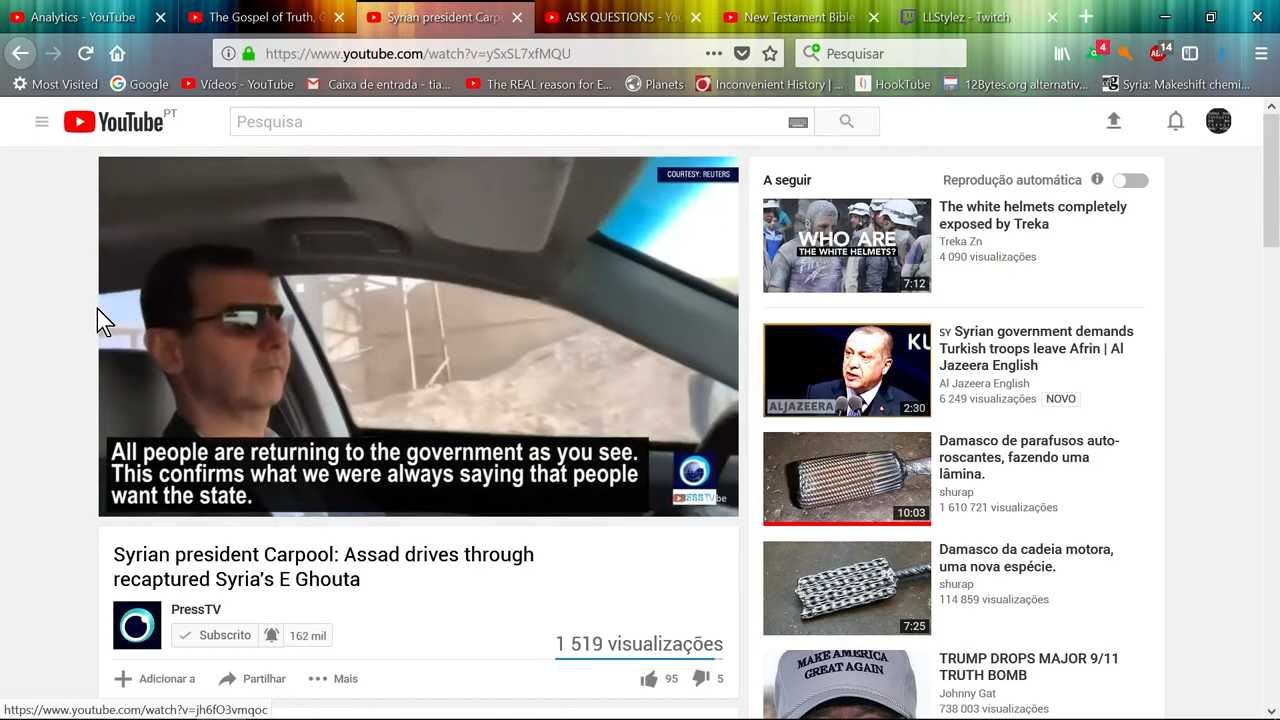 Analytics - YouTube
The Gospel of Truth, G
Syrian president Carpo
ASK QUESTIONS - You
New Testament Bible
LLStylez - Twitch
https://www.youtube.com/watch?v=ySxSL7xfMQU
Pesquisar
4
14
Most Visited
Google
Vídeos - YouTube
Caixa de entrada - tia...
The REAL reason for E...
Planets
Inconvenient History | ...
HookTube
12Bytes.org alternativ...
Syria: Makeshift chemi...
YouTube PT
Pesquisa
COURTESY: REUTERS
All people are returning to the government as you see.
This confirms what we were always saying that people
want the state.
Syrian president Carpool: Assad drives through
recaptured Syria's E Ghouta
PressTV
Subscrito
162 mil
1 519 visualizações
Adicionar a
Partilhar
Mais
95
5
A seguir
Reprodução automática
WHO ARE
THE WHITE HELMETS?
7:12
The white helmets completely
exposed by Treka
Treka Zn
4 090 visualizações
KU
ALJAZEERA
2:30
SY Syrian government demands
Turkish troops leave Afrin | Al
Jazeera English
Al Jazeera English
6 249 visualizações NOVO
10:03
Damasco de parafusos auto-
roscantes, fazendo uma
lâmina.
shurap
1 610 721 visualizações
7:25
Damasco da cadeia motora,
uma nova espécie.
shurap
114 859 visualizações
MAKE AMERICA
GREAT AGAIN
TRUMP DROPS MAJOR 9/11
TRUTH BOMB
Johnny Gat
738 003 visualizações
https://www.youtube.com/watch?v=jh6fO3vmqoc